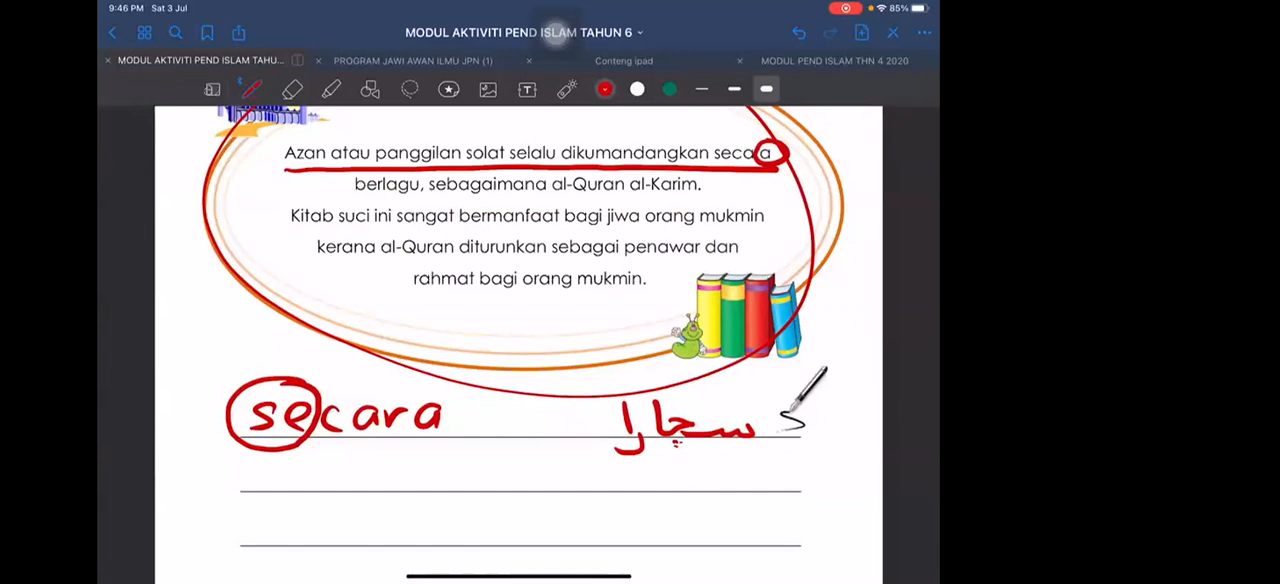 9:46 PM Sat 3 Jul
85%
MODUL AKTIVITI PEND ISLAM TAHUN 6
MODUL AKTIVITI PEND ISLAM TAHU...
PROGRAM JAWI AWAN ILMU JPN (1)
Conteng ipad
MODUL PEND ISLAM THN 4 2020
Azan atau panggilan solat selalu dikumandangkan secara
berlagu, sebagaimana al-Quran al-Karim.
Kitab suci ini sangat bermanfaat bagi jiwa orang mukmin
kerana al-Quran diturunkan sebagai penawar dan
rahmat bagi orang mukmin.
secara سچارا